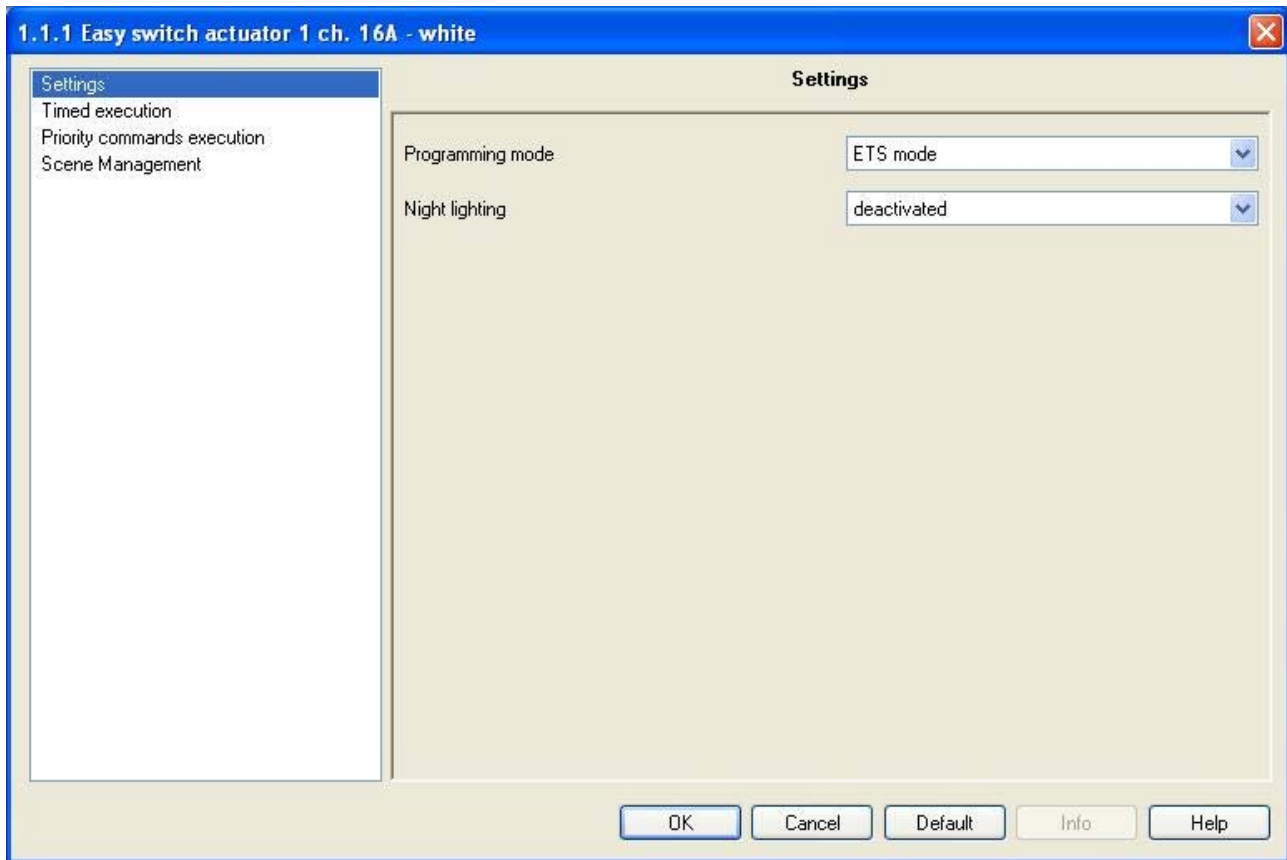 1.1.1 Easy switch actuator 1 ch. 16A - white
Settings
Timed execution
Priority commands execution
Scene Management
Settings
Programming mode ETS mode
Night lighting deactivated
OK Cancel Default Info Help